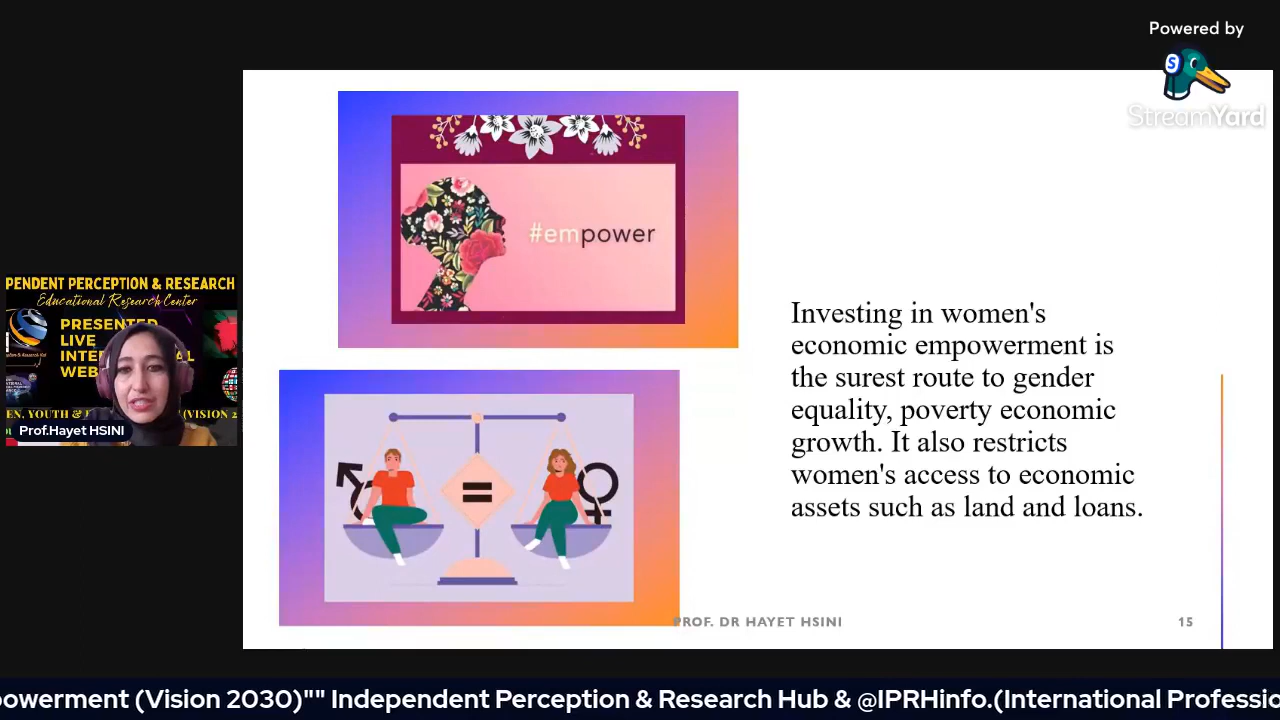 Powered by
StreamYard
#empower
Investing in women's
economic empowerment is
the surest route to gender
equality, poverty economic
growth. It also restricts
women's access to economic
assets such as land and loans.
PENDENT PERCEPTION & RESEARCH
Educational Research Center
PRESENTED
LIVE
Prof.Hayet HSINI
PROF. DR HAYET HSINI
15
powerment (Vision 2030)"" Independent Perception & Research Hub & @IPRHinfo.(International Professio